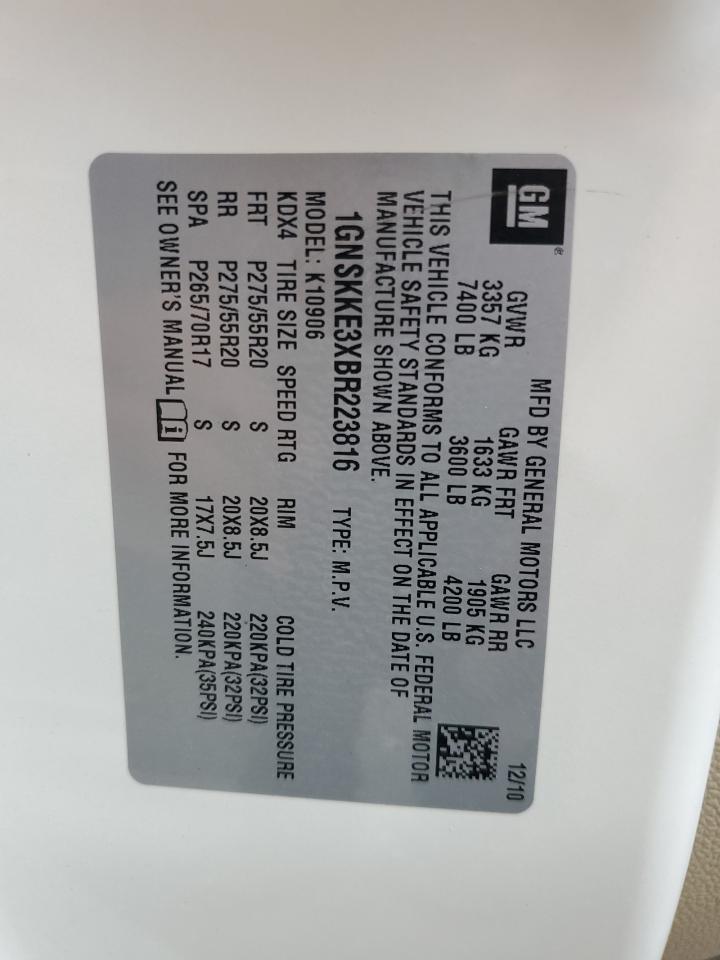 GM®
MFD BY GENERAL MOTORS LLC 12/10
GVWR GAWR FRT GAWR RR
3357 KG 1633 KG 1905 KG
7400 LB 3600 LB 4200 LB
THIS VEHICLE CONFORMS TO ALL APPLICABLE U.S. FEDERAL MOTOR
VEHICLE SAFETY STANDARDS IN EFFECT ON THE DATE OF
MANUFACTURE SHOWN ABOVE.
1GNSKKE3XBR223816 TYPE: M.P.V.
MODEL: K10906
KDX4 TIRE SIZE SPEED RTG RIM COLD TIRE PRESSURE
FRT P275/55R20 S 20X8.5J 220KPA(32PSI)
RR P275/55R20 S 20X8.5J 220KPA(32PSI)
SPA P265/70R17 S 17X7.5J 240KPA(35PSI)
SEE OWNER'S MANUAL i FOR MORE INFORMATION.